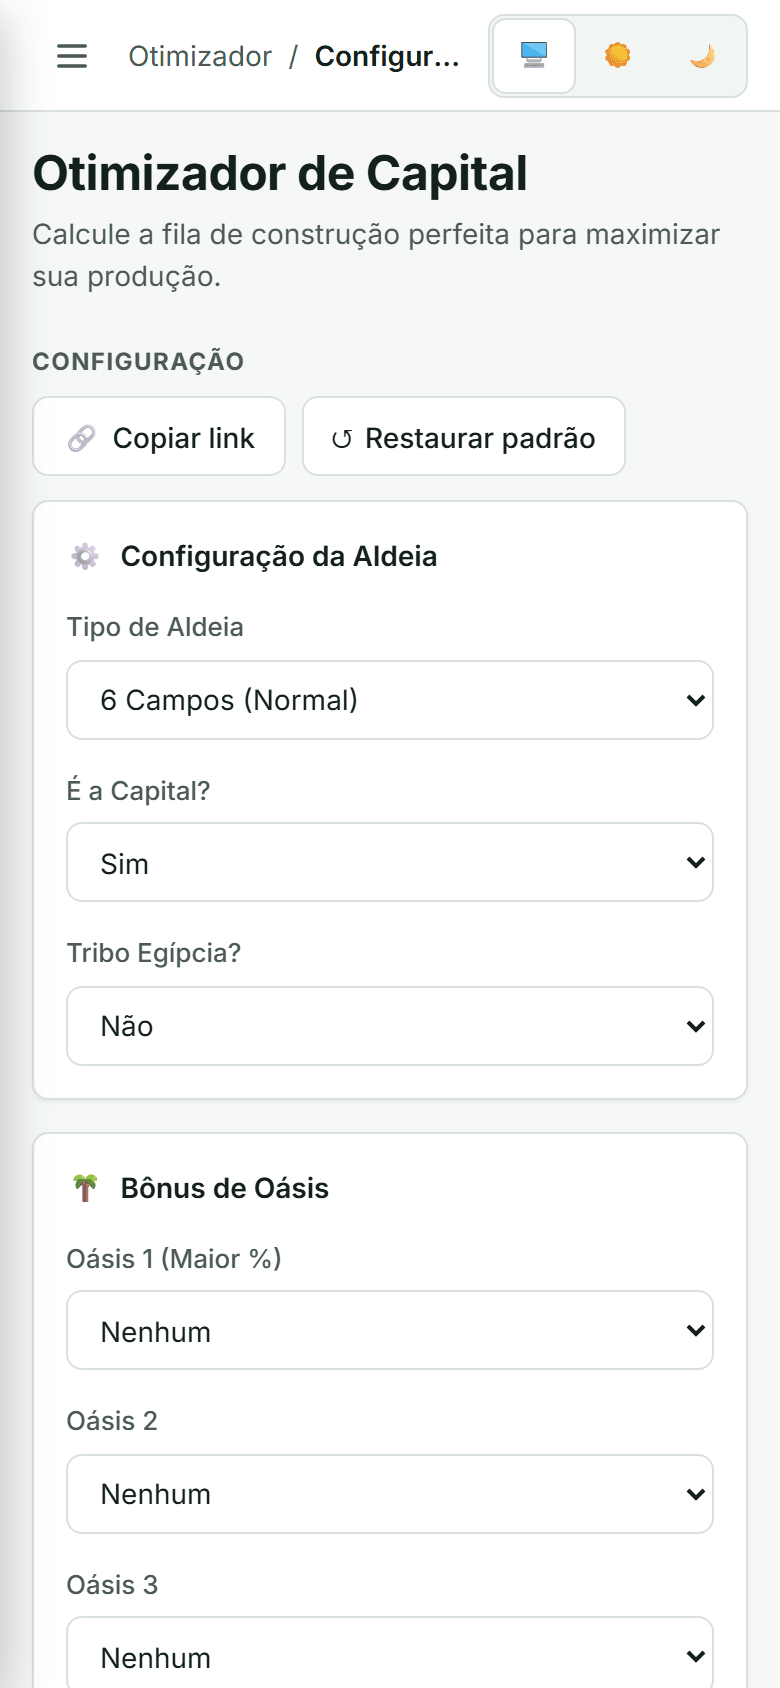 Otimizador / Configur...
Otimizador de Capital
Calcule a fila de construção perfeita para maximizar
sua produção.
CONFIGURAÇÃO
Copiar link
Restaurar padrão
Configuração da Aldeia
Tipo de Aldeia
6 Campos (Normal)
É a Capital?
Sim
Tribo Egípcia?
Não
Bônus de Oásis
Oásis 1 (Maior %)
Nenhum
Oásis 2
Nenhum
Oásis 3
Nenhum